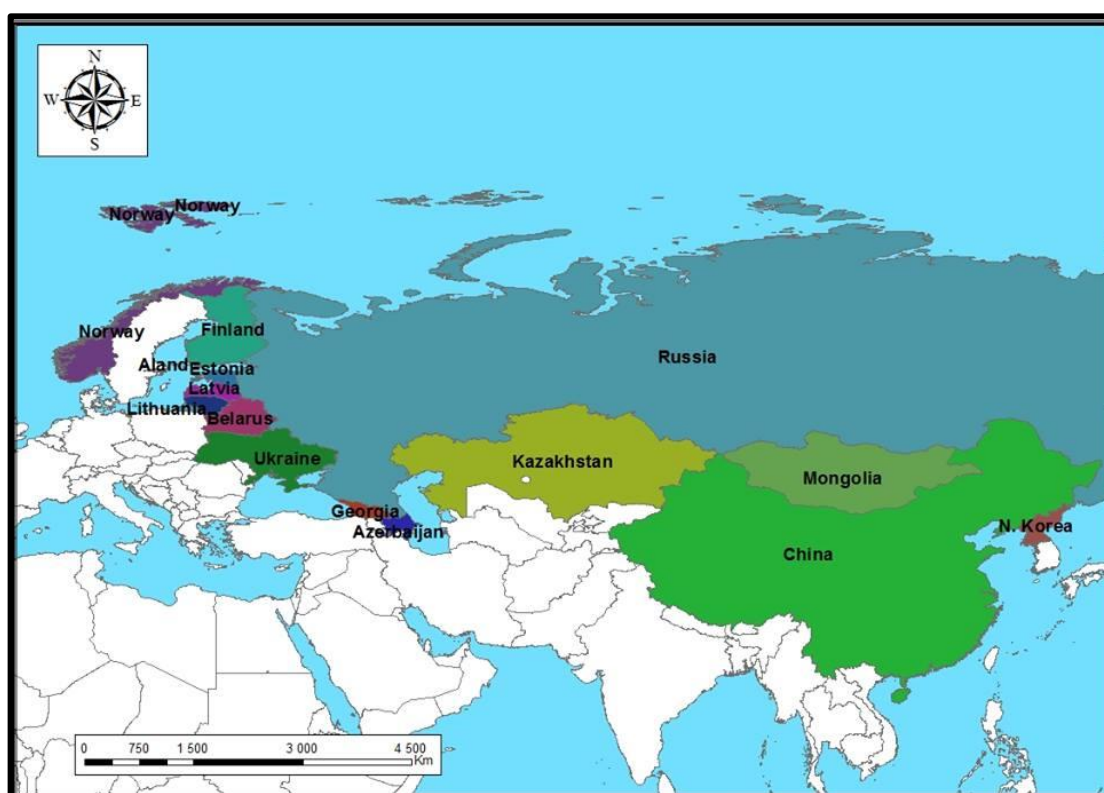 N
W
E
S
Norway
Norway
Norway
Finland
Aland
Estonia
Latvia
Lithuania
Belarus
Ukraine
Russia
Kazakhstan
Mongolia
Georgia
Azerbaijan
N. Korea
China
0 750 1 500 3 000 4 500
Km